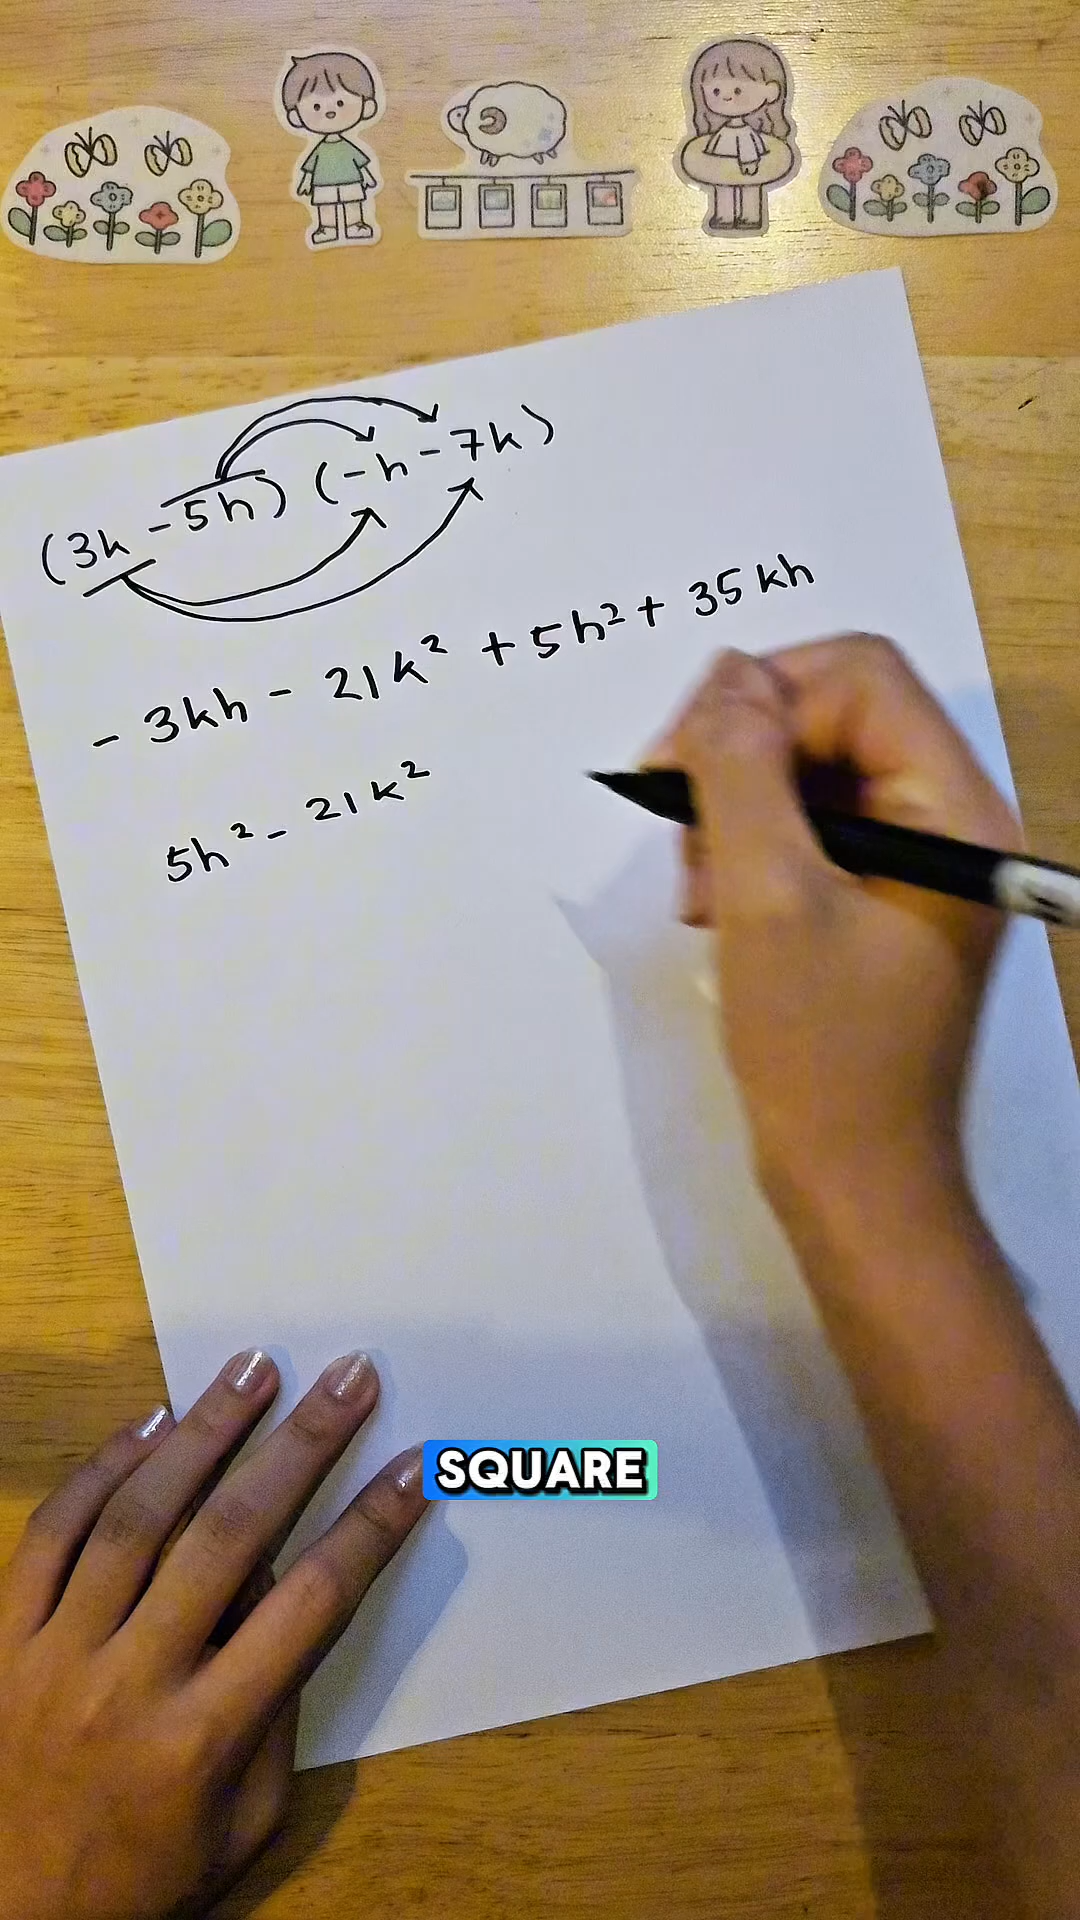 (3k - 5h) (-h - 7k)
- 3kh - 21k² + 5h² + 35kh
5h² - 21k²
SQUARE